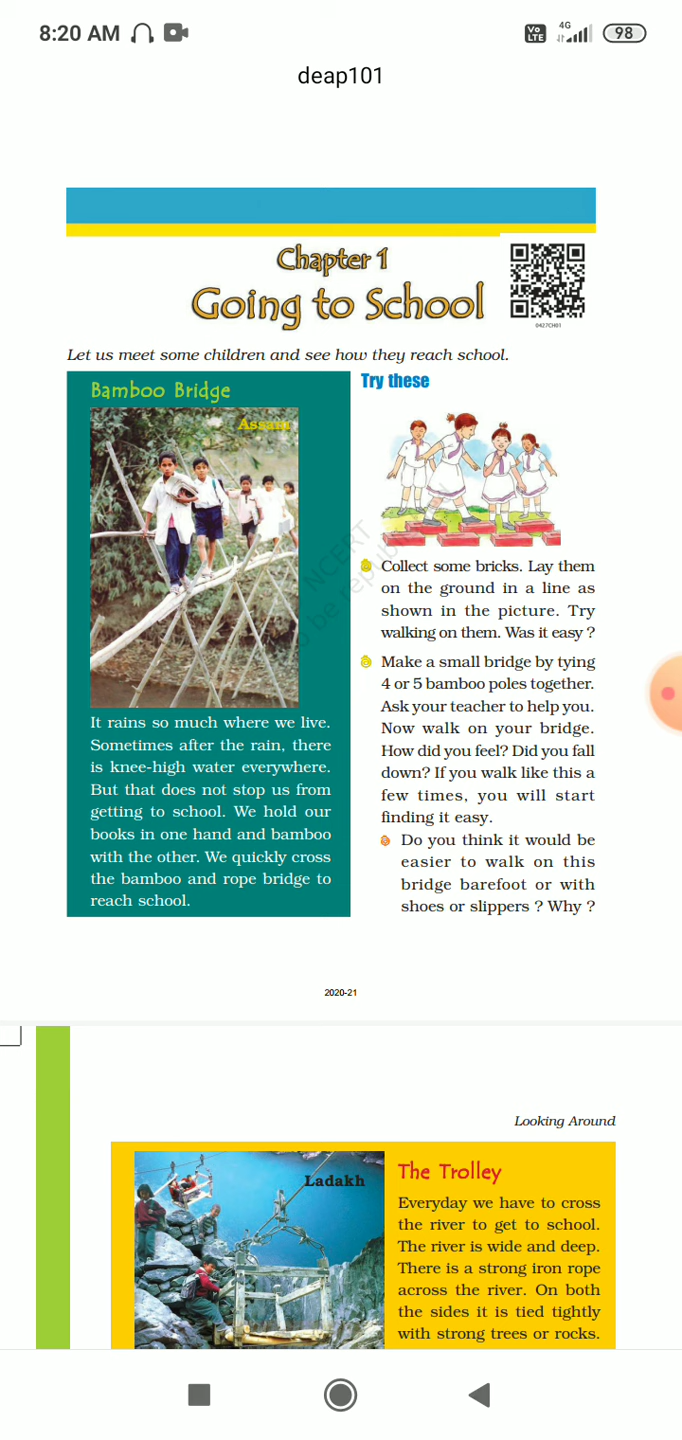 8:20 AM
Vo LTE 4G 98
deap101
Chapter 1
Going to School
0427CH01
Let us meet some children and see how they reach school.
Bamboo Bridge
Assam
It rains so much where we live.
Sometimes after the rain, there
is knee-high water everywhere.
But that does not stop us from
getting to school. We hold our
books in one hand and bamboo
with the other. We quickly cross
the bamboo and rope bridge to
reach school.
Try these
Collect some bricks. Lay them
on the ground in a line as
shown in the picture. Try
walking on them. Was it easy ?
Make a small bridge by tying
4 or 5 bamboo poles together.
Ask your teacher to help you.
Now walk on your bridge.
How did you feel? Did you fall
down? If you walk like this a
few times, you will start
finding it easy.
Do you think it would be
easier to walk on this
bridge barefoot or with
shoes or slippers ? Why ?
NCERT
be republ
2020-21
Looking Around
Ladakh
The Trolley
Everyday we have to cross
the river to get to school.
The river is wide and deep.
There is a strong iron rope
across the river. On both
the sides it is tied tightly
with strong trees or rocks.